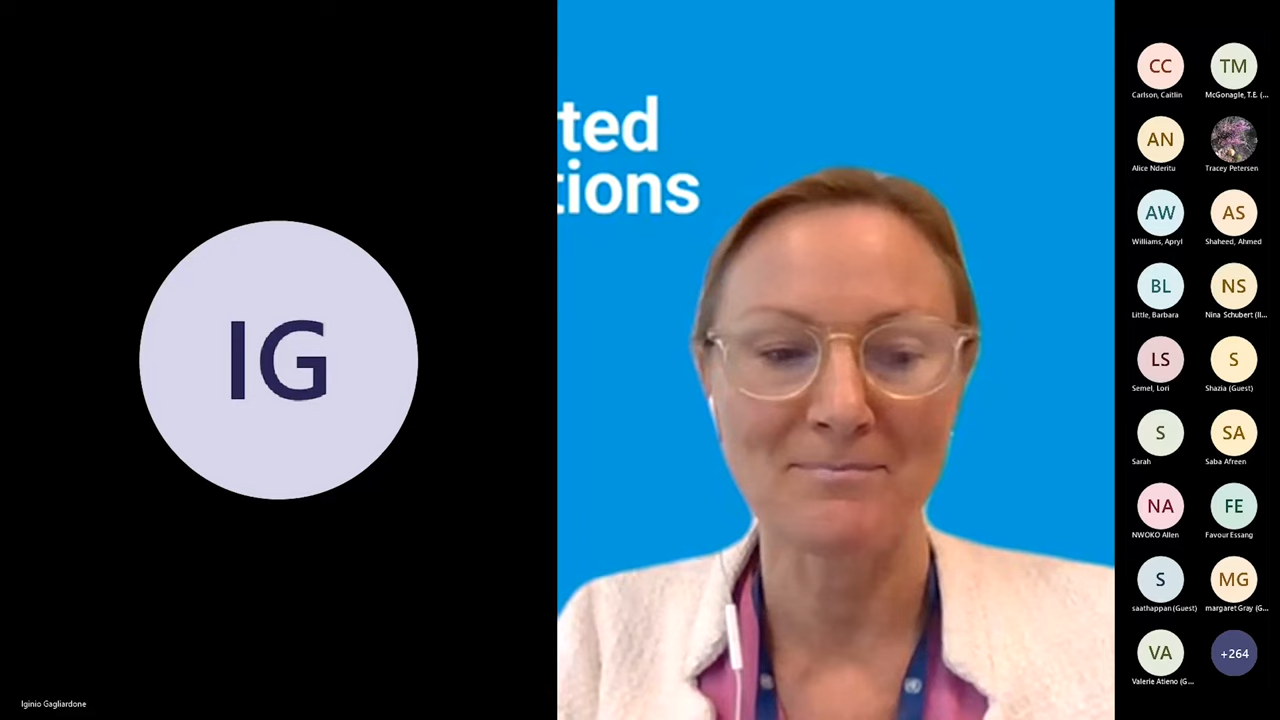 IG
Iginio Gagliardone
ted
tions
CC
Carlson, Caitlin
TM
McGonagle, T.E. (...
AN
Alice Nderitu
Tracey Petersen
AW
Williams, Apryl
AS
Shaheed, Ahmed
BL
Little, Barbara
NS
Nina Schubert (II...
LS
Semel, Lori
S
Shazia (Guest)
S
Sarah
SA
Saba Afreen
NA
NWOKO Allen
FE
Favour Essang
S
saathappan (Guest)
MG
margaret Gray (G...
VA
Valerie Atieno (G...
+264